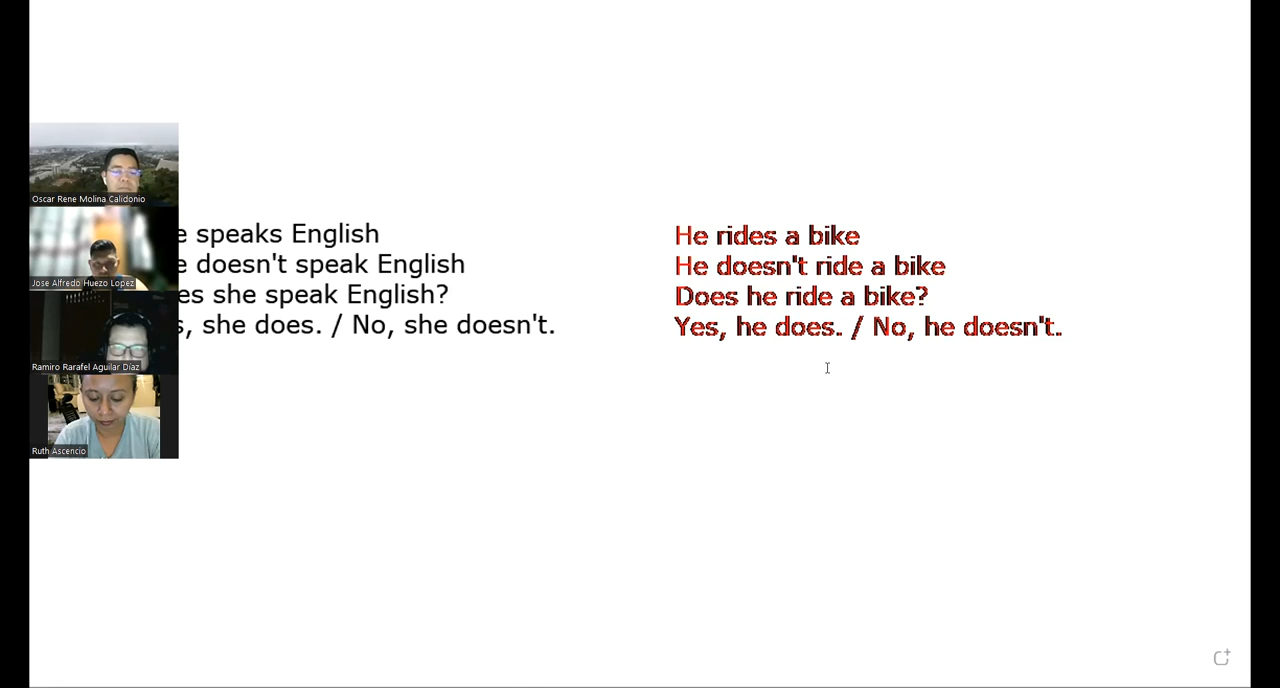 Oscar Rene Molina Calidonio
Jose Alfredo Huezo Lopez
Ramiro Rarafel Aguilar Diaz
Ruth Ascencio
e speaks English
e doesn't speak English
es she speak English?
s, she does. / No, she doesn't.
He rides a bike
He doesn't ride a bike
Does he ride a bike?
Yes, he does. / No, he doesn't.